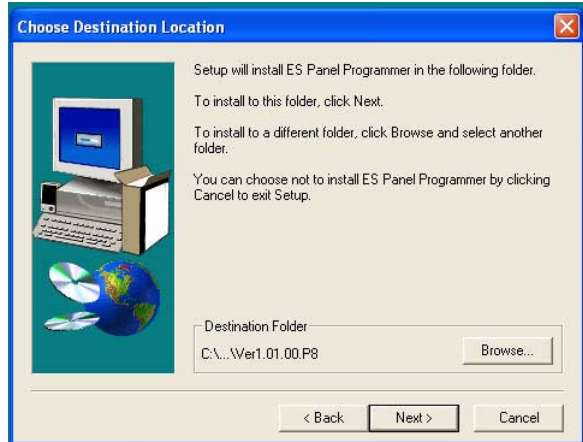 Choose Destination Location
Setup will install ES Panel Programmer in the following folder.
To install to this folder, click Next.
To install to a different folder, click Browse and select another
folder.
You can choose not to install ES Panel Programmer by clicking
Cancel to exit Setup.
Destination Folder
C:\...\Ver1.01.00.P8
Browse...
< Back
Next >
Cancel